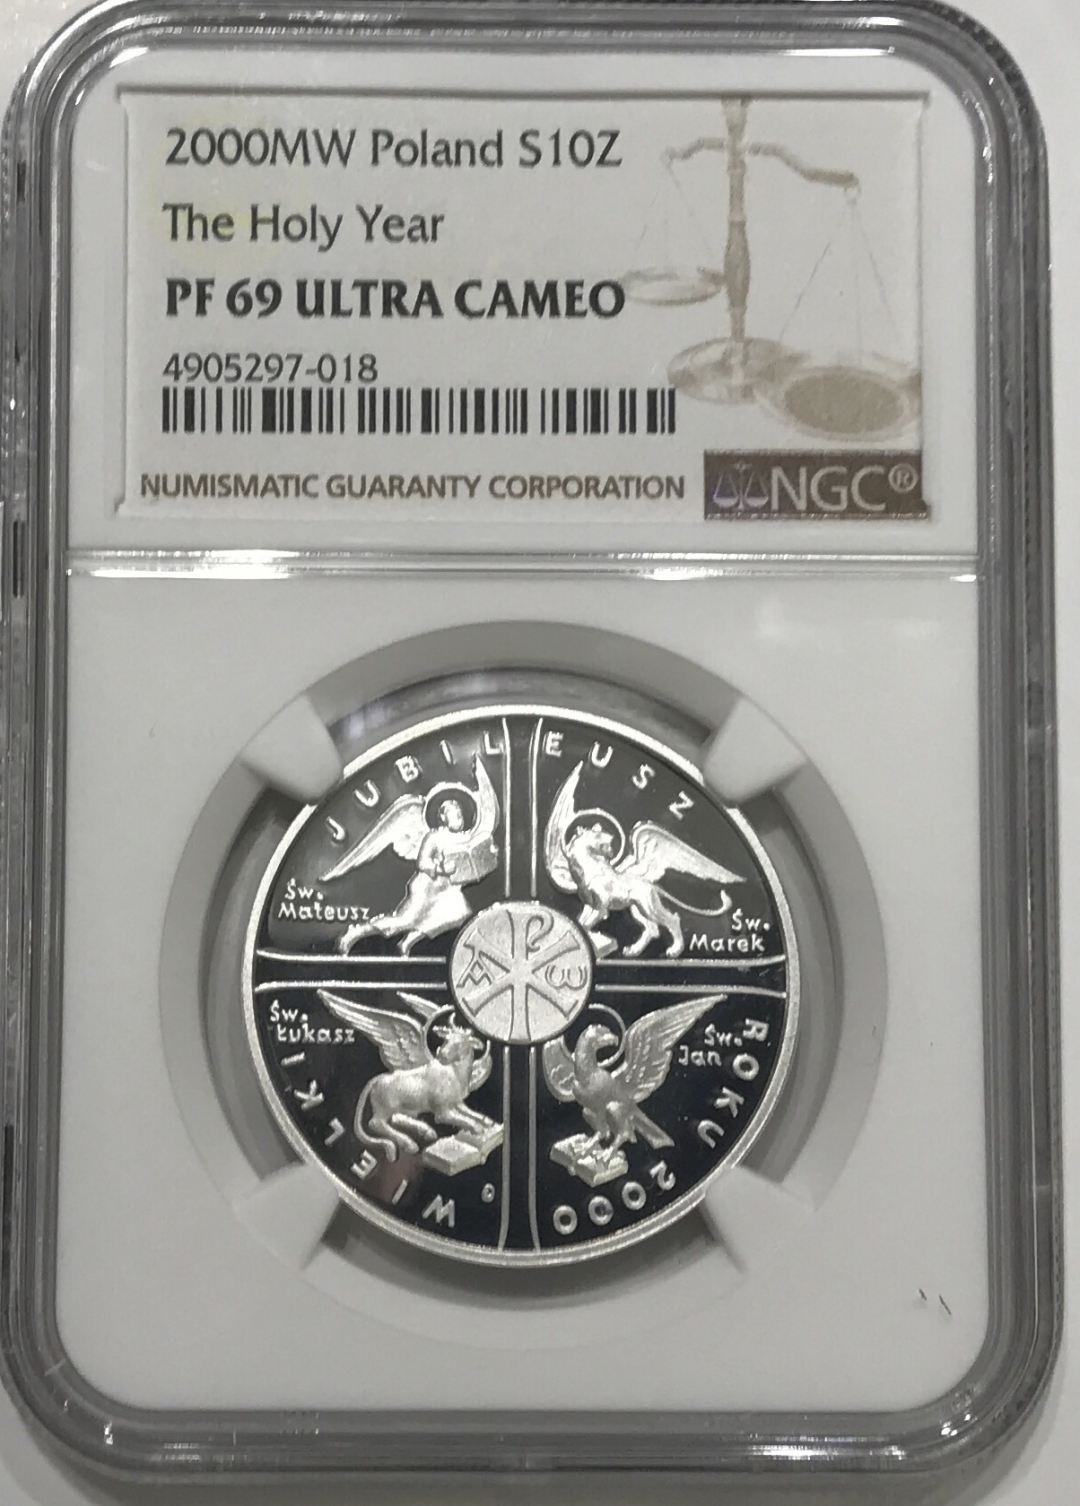 2000MW Poland S10Z
The Holy Year
PF 69 ULTRA CAMEO
4905297-018
NUMISMATIC GUARANTY CORPORATION
NGC®
WIELKI JUBILEUSZ ROKU 2000
Św.
Mateusz
Św.
Marek
Św.
Łukasz
Św.
Jan